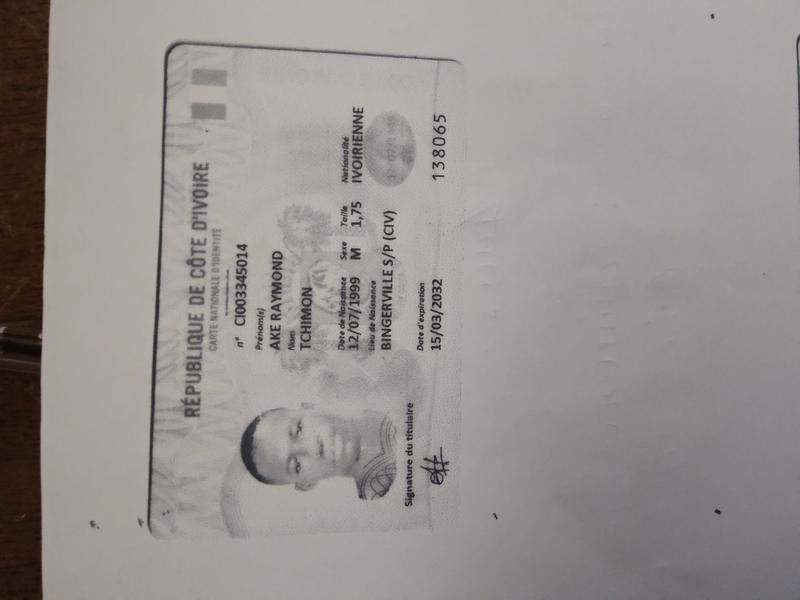 RÉPUBLIQUE DE CÔTE D'IVOIRE
CARTE NATIONALE D'IDENTITÉ
n° CI003345014
Prénom(s)
AKE RAYMOND
Nom
TCHIMON
Date de Naissance Sexe Taille Nationalité
12/07/1999 M 1,75 IVOIRIENNE
Lieu de Naissance
BINGERVILLE S/P (CIV)
Signature du titulaire
Date d'expiration
15/03/2032
138065